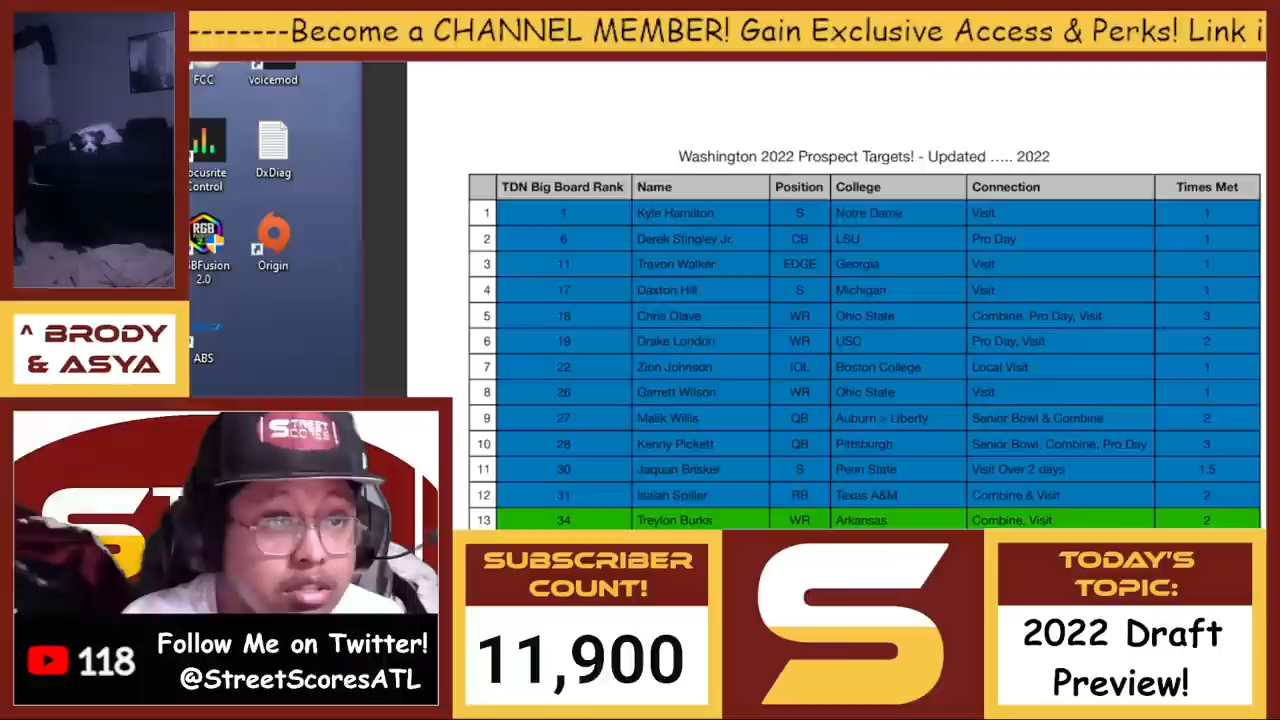 --------Become a CHANNEL MEMBER! Gain Exclusive Access & Perks! Link i
FCC
Voicemod
ocusrite
Control
DxDiag
RGB
BFusion
2.0
Origin
ABS
Washington 2022 Prospect Targets! - Updated ..... 2022
TDN Big Board Rank Name Position College Connection Times Met
1 1 Kyle Hamilton S Notre Dame Visit 1
2 6 Derek Stingley Jr. CB LSU Pro Day 1
3 11 Travon Walker EDGE Georgia Visit 1
4 17 Daxton Hill S Michigan Visit 1
5 18 Chris Olave WR Ohio State Combine, Pro Day, Visit 3
6 19 Drake London WR USC Pro Day, Visit 2
7 22 Zion Johnson IOL Boston College Local Visit 1
8 26 Garrett Wilson WR Ohio State Visit 1
9 27 Malik Willis QB Auburn > Liberty Senior Bowl & Combine 2
10 28 Kenny Pickett QB Pittsburgh Senior Bowl, Combine, Pro Day 3
11 30 Jaquan Brisker S Penn State Visit Over 2 days 1.5
12 31 Isaiah Spiller RB Texas A&M Combine & Visit 2
13 34 Treylon Burks WR Arkansas Combine, Visit 2
^ BRODY
& ASYA
STREET
SCORES
ST
118
Follow Me on Twitter!
@StreetScoresATL
SUBSCRIBER
COUNT!
11,900
S
TODAY'S
TOPIC:
2022 Draft
Preview!